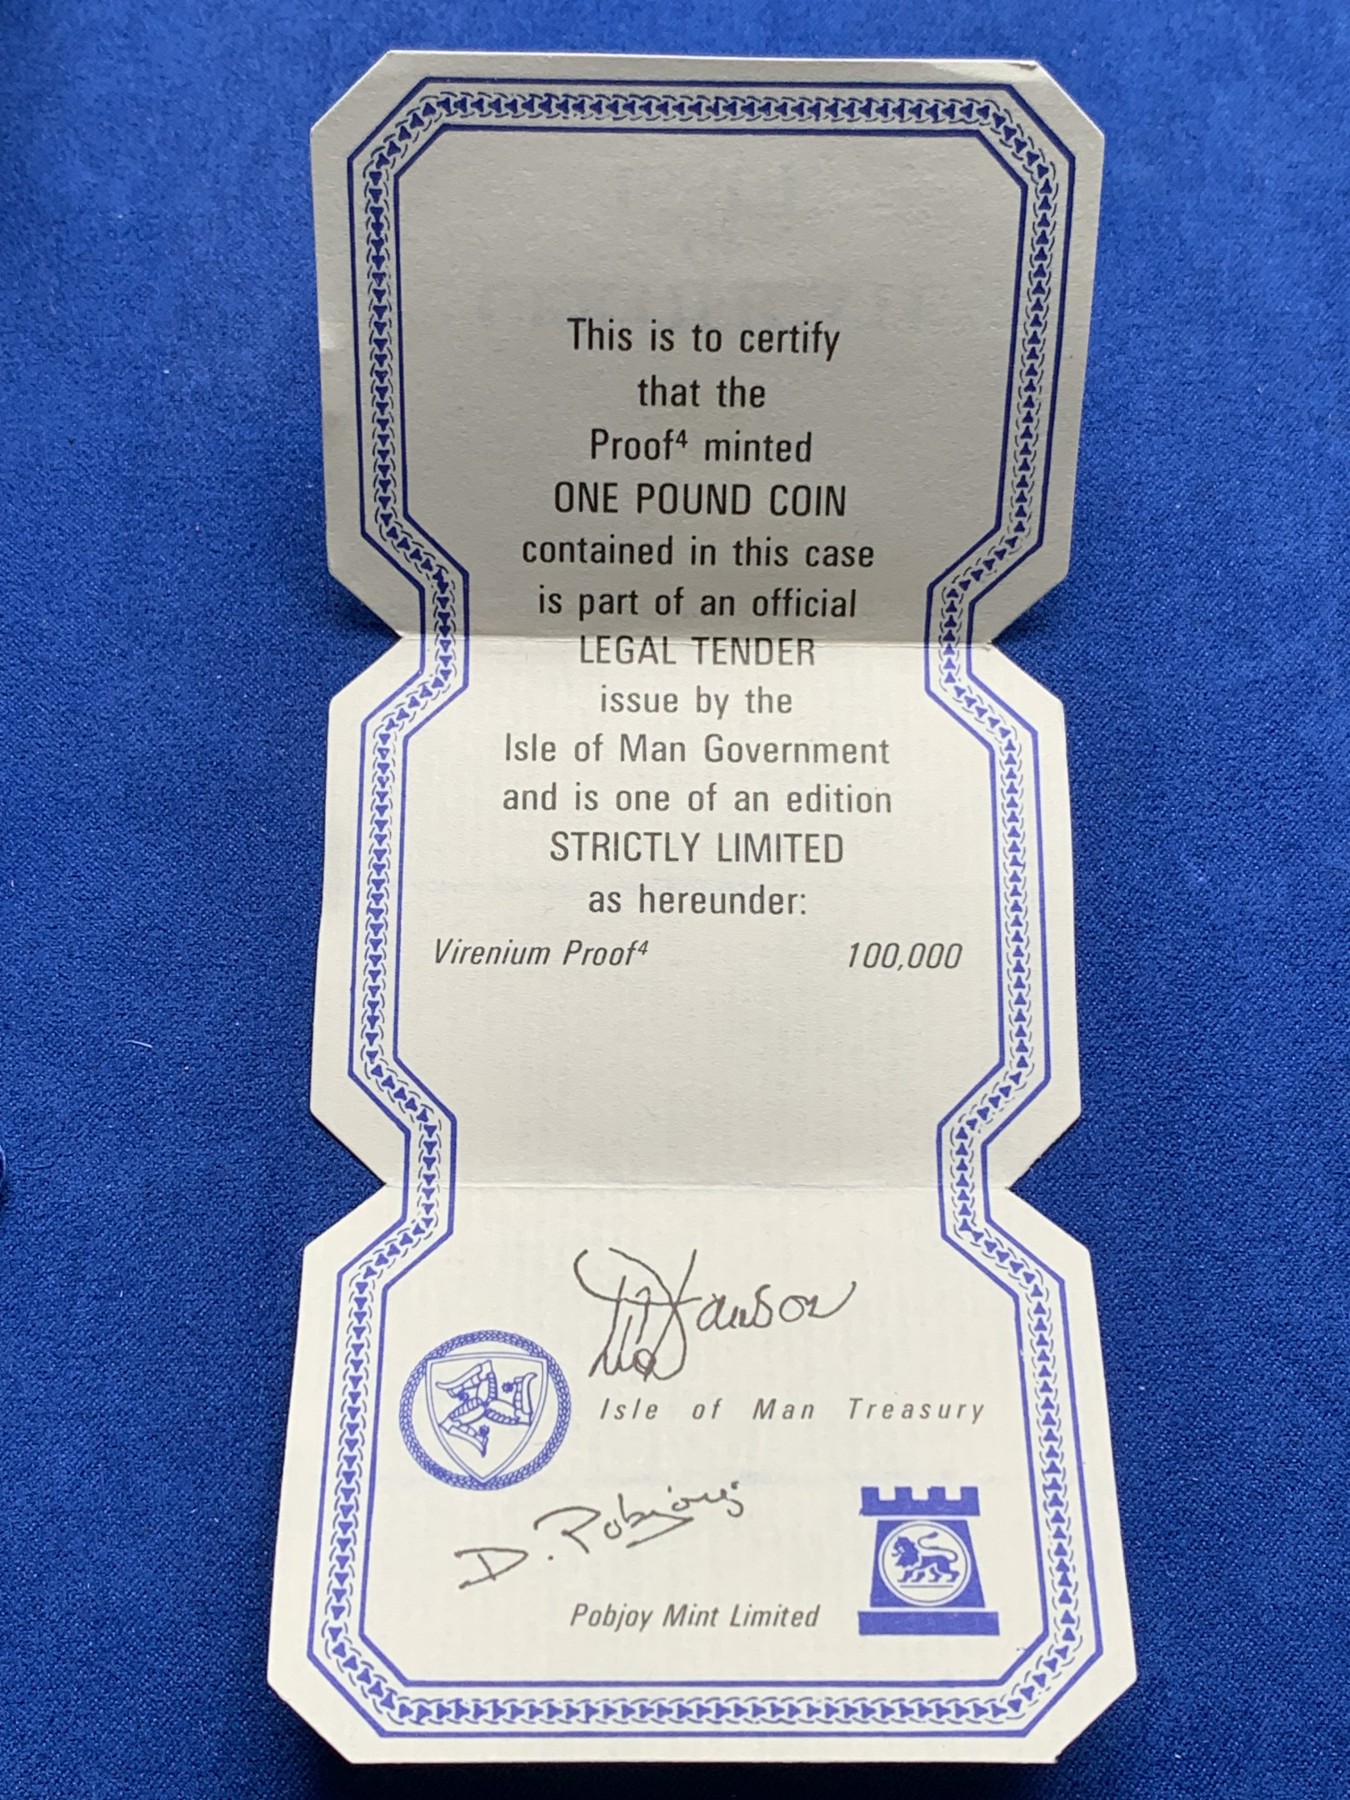 This is to certify
that the
Proof⁴ minted
ONE POUND COIN
contained in this case
is part of an official
LEGAL TENDER
issue by the
Isle of Man Government
and is one of an edition
STRICTLY LIMITED
as hereunder:
Virenium Proof⁴ 100,000
Isle of Man Treasury
D. Pobjoy
Pobjoy Mint Limited